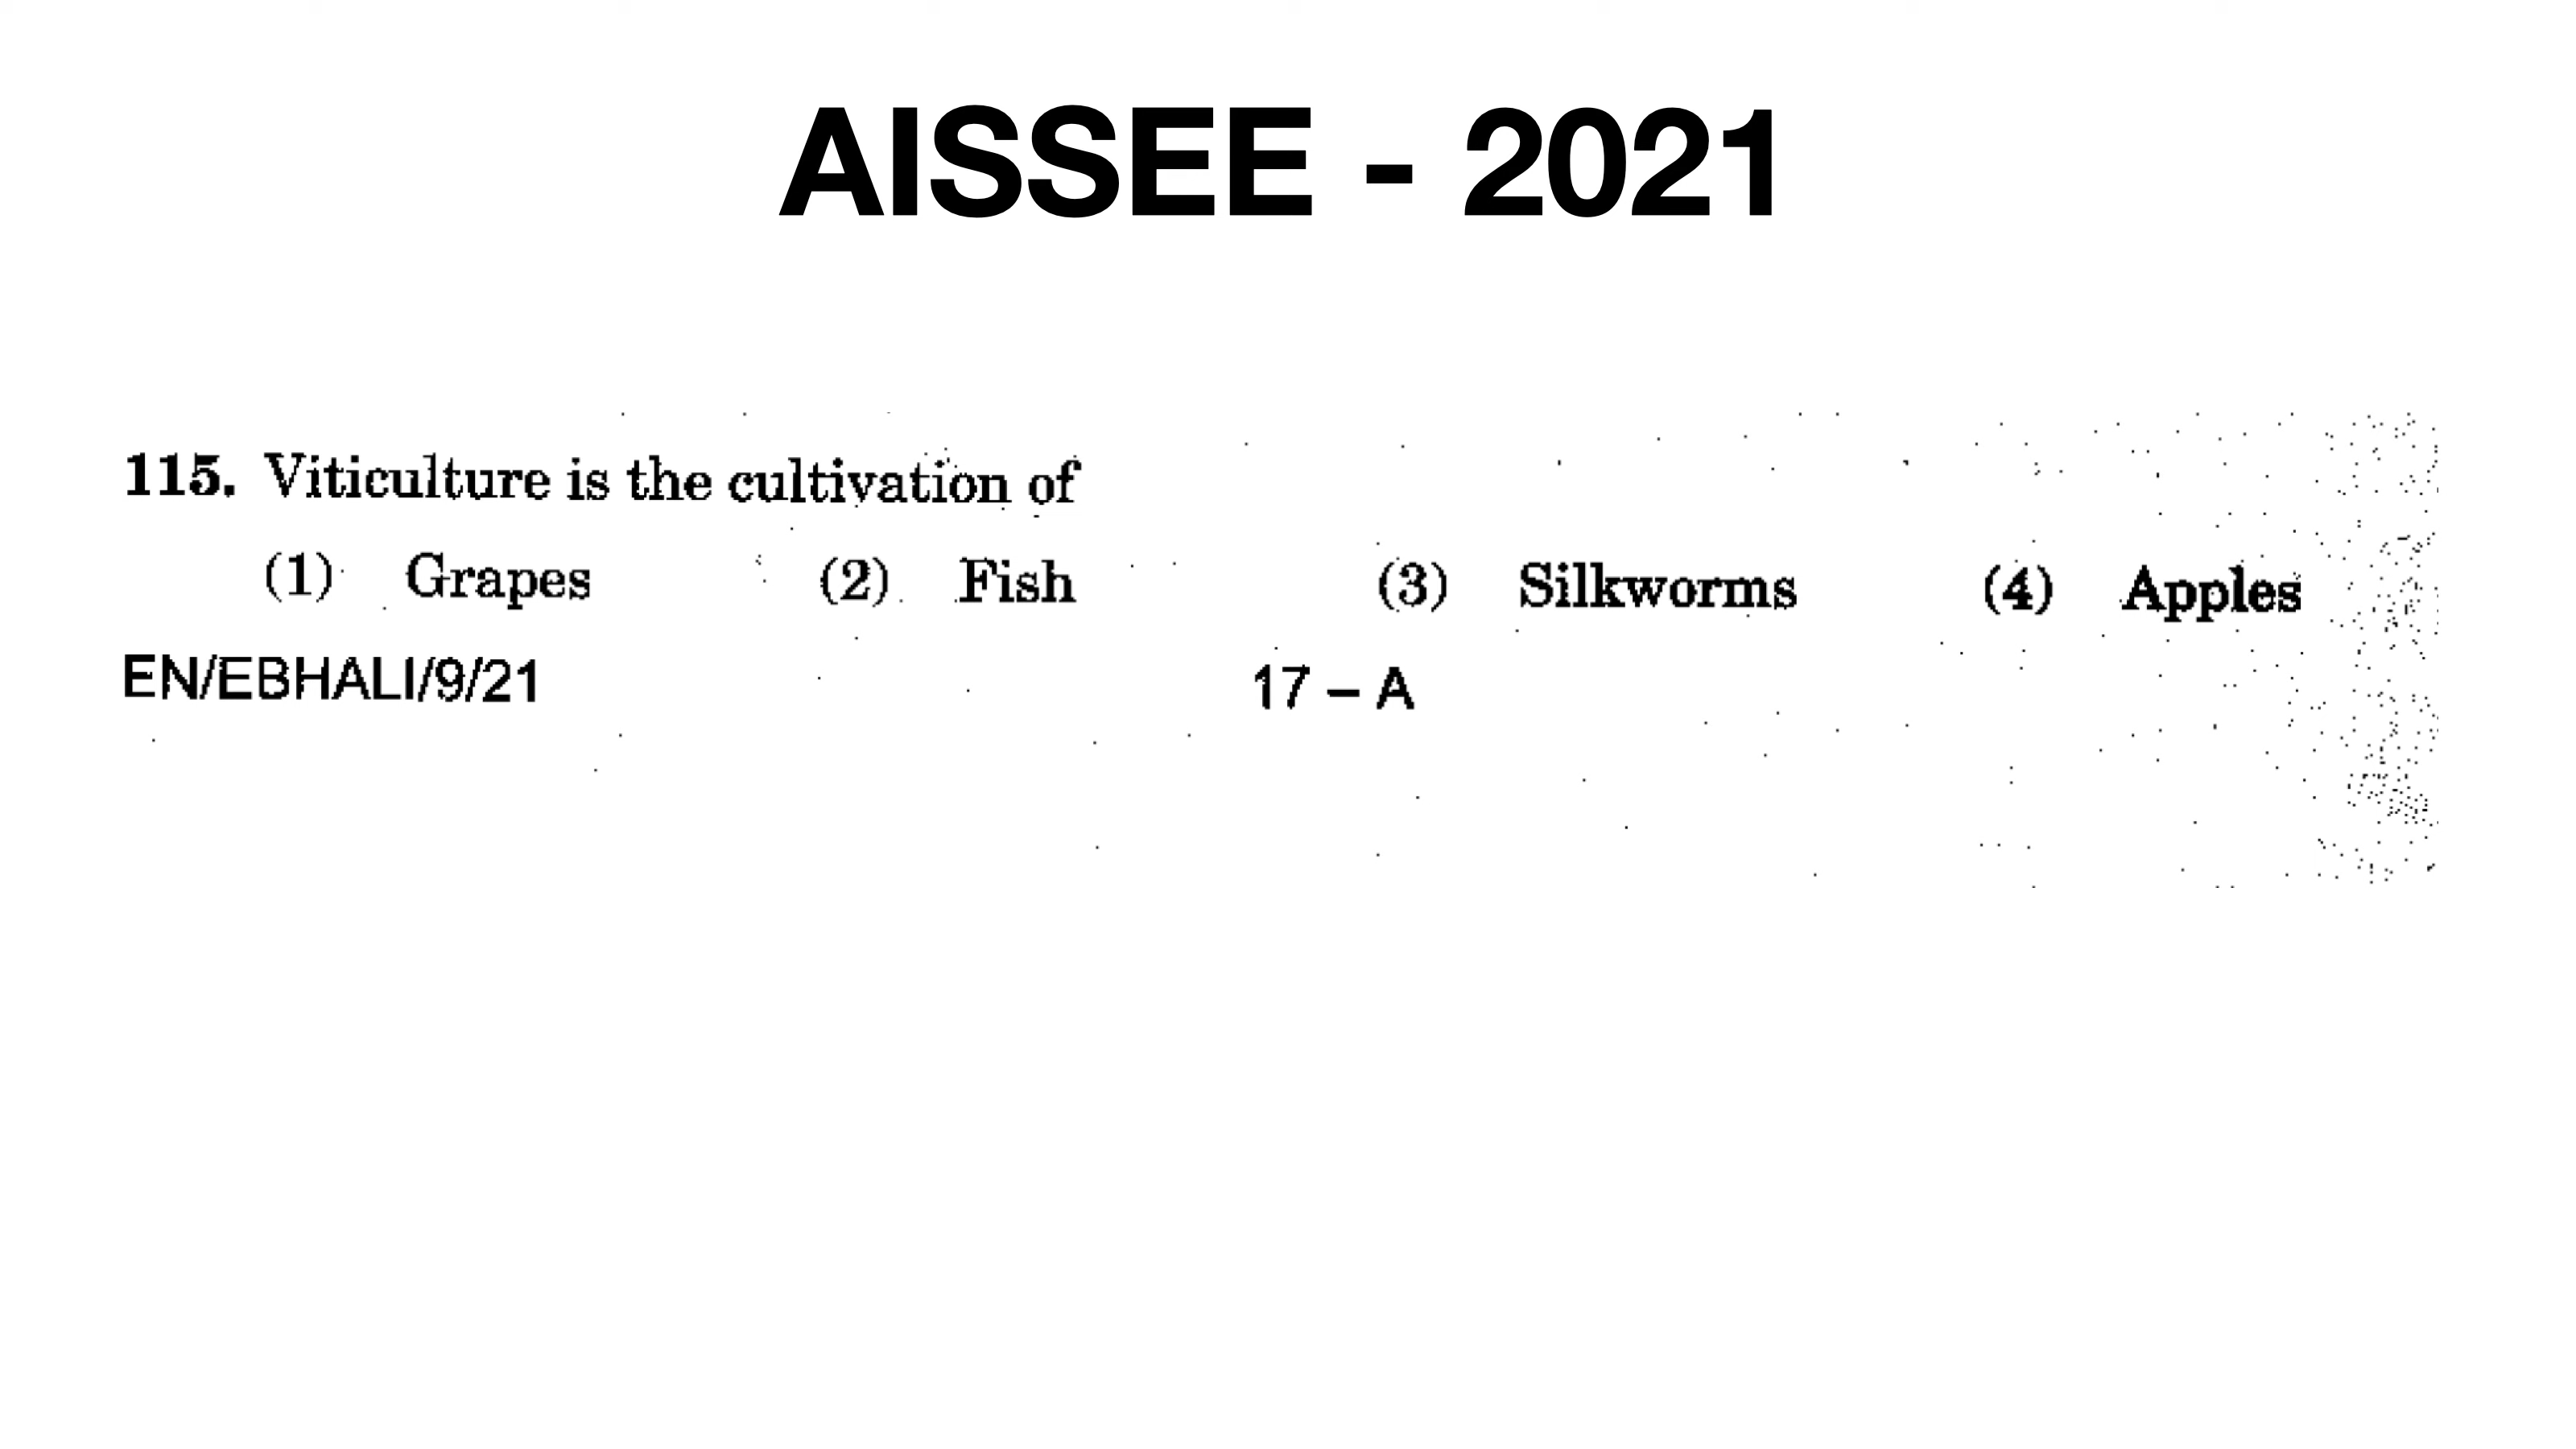 AISSEE - 2021
115. Viticulture is the cultivation of
(1) Grapes (2) Fish (3) Silkworms (4) Apples
EN/EBHALI/9/21 17 – A